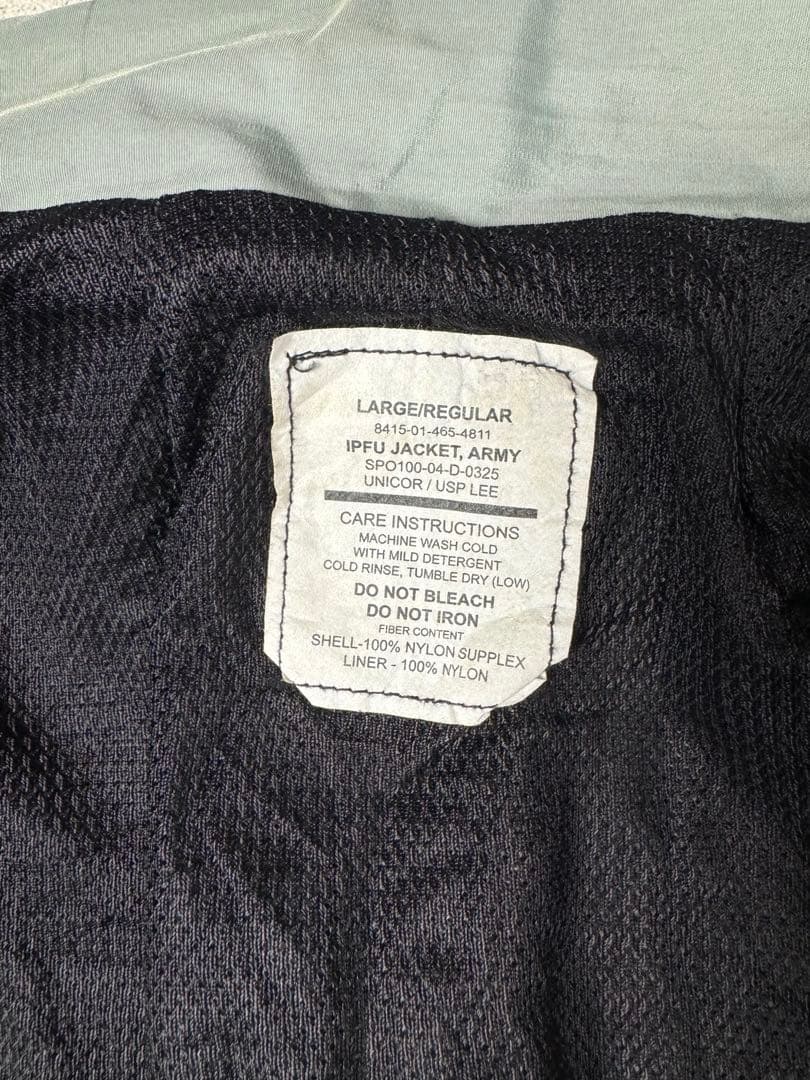 LARGE/REGULAR
8415-01-465-4811
IPFU JACKET, ARMY
SPO100-04-D-0325
UNICOR / USP LEE
CARE INSTRUCTIONS
MACHINE WASH COLD
WITH MILD DETERGENT
COLD RINSE, TUMBLE DRY (LOW)
DO NOT BLEACH
DO NOT IRON
FIBER CONTENT
SHELL-100% NYLON SUPPLEX
LINER - 100% NYLON